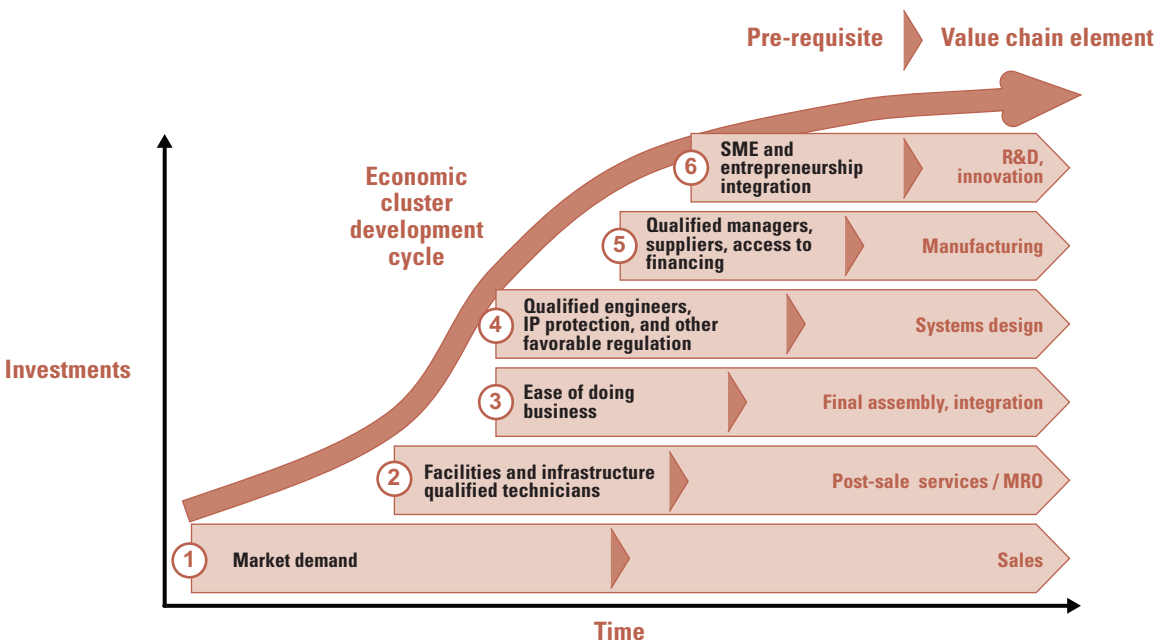 Pre-requisite
Value chain element
Economic
cluster
development
cycle
Investments
6
SME and
entrepreneurship
integration
R&D,
innovation
5
Qualified managers,
suppliers, access to
financing
Manufacturing
4
Qualified engineers,
IP protection, and other
favorable regulation
Systems design
3
Ease of doing
business
Final assembly, integration
2
Facilities and infrastructure
qualified technicians
Post-sale services / MRO
1
Market demand
Sales
Time